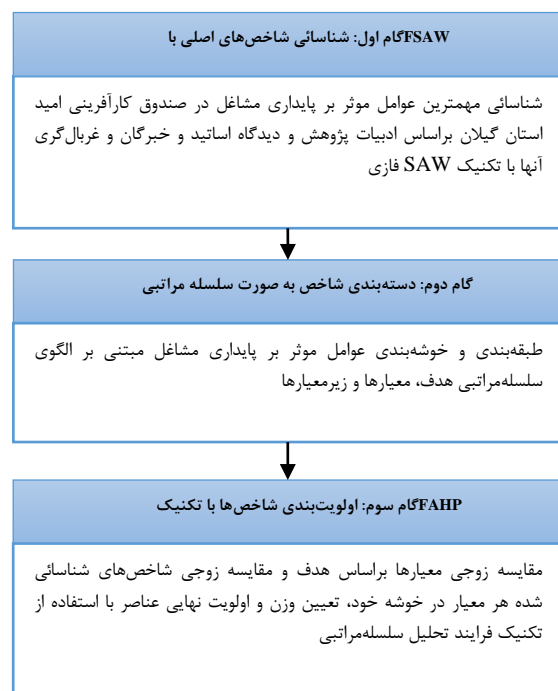 FSAWگام اول: شناسائی شاخص‌های اصلی با
شناسائی مهمترین عوامل موثر بر پایداری مشاغل در صندوق کارآفرینی امید
استان گیلان براساس ادبیات پژوهش و دیدگاه اساتید و خبرگان و غربال‌گری
آنها با تکنیک SAW فازی
گام دوم: دسته‌بندی شاخص به صورت سلسله مراتبی
طبقه‌بندی و خوشه‌بندی عوامل موثر بر پایداری مشاغل مبتنی بر الگوی
سلسله‌مراتبی هدف، معیارها و زیرمعیارها
FAHPگام سوم: اولویت‌بندی شاخص‌ها با تکنیک
مقایسه زوجی معیارها براساس هدف و مقایسه زوجی شاخص‌های شناسائی
شده هر معیار در خوشه خود، تعیین وزن و اولویت نهایی عناصر با استفاده از
تکنیک فرایند تحلیل سلسله‌مراتبی